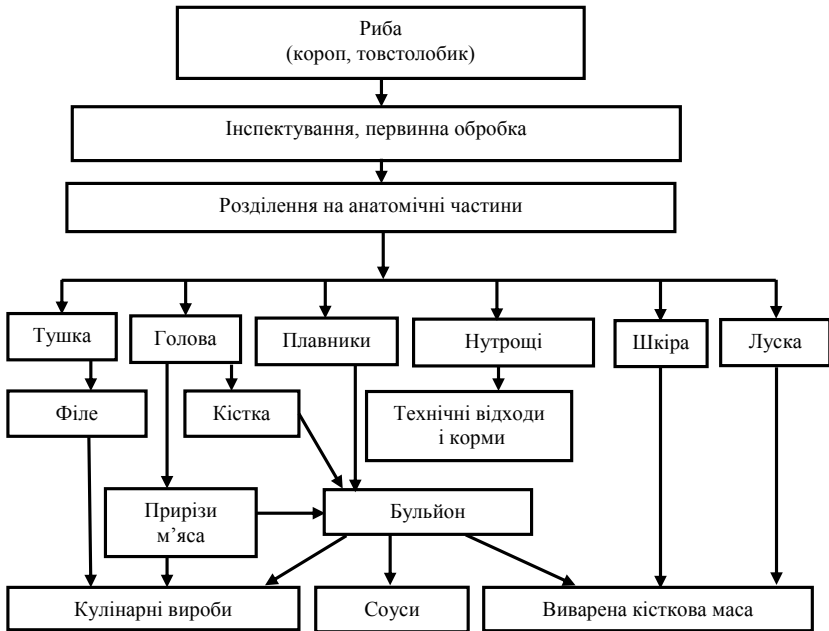 Риба
(короп, товстолобик)
Інспектування, первинна обробка
Розділення на анатомічні частини
Тушка
Голова
Плавники
Нутрощі
Шкіра
Луска
Філе
Кістка
Технічні відходи
і корми
Прирізи
м’яса
Бульйон
Кулінарні вироби
Соуси
Виварена кісткова маса